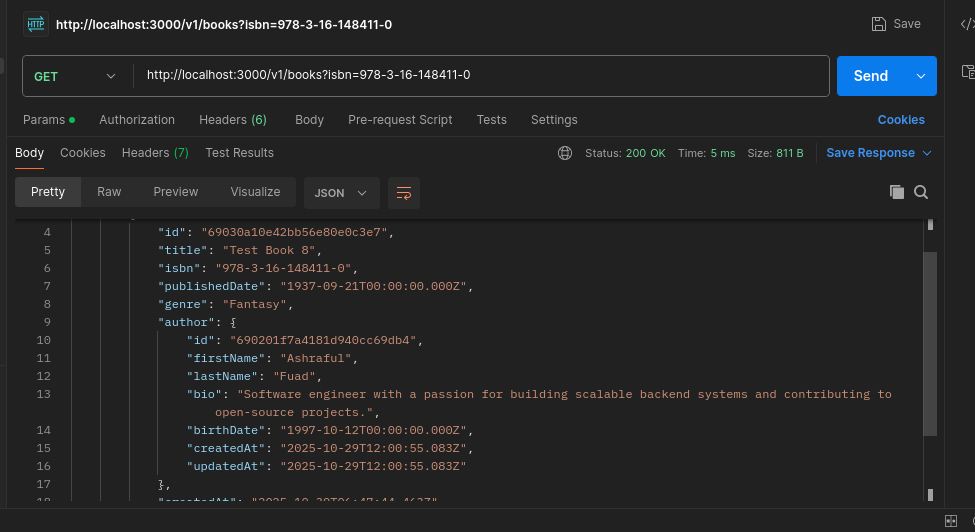 HTTP http://localhost:3000/v1/books?isbn=978-3-16-148411-0 Save
GET http://localhost:3000/v1/books?isbn=978-3-16-148411-0 Send
Params Authorization Headers (6) Body Pre-request Script Tests Settings Cookies
Body Cookies Headers (7) Test Results Status: 200 OK Time: 5 ms Size: 811 B Save Response
Pretty Raw Preview Visualize JSON
4 "id": "69030a10e42bb56e80e0c3e7",
5 "title": "Test Book 8",
6 "isbn": "978-3-16-148411-0",
7 "publishedDate": "1937-09-21T00:00:00.000Z",
8 "genre": "Fantasy",
9 "author": {
10 "id": "690201f7a4181d940cc69db4",
11 "firstName": "Ashraful",
12 "lastName": "Fuad",
13 "bio": "Software engineer with a passion for building scalable backend systems and contributing to
open-source projects.",
14 "birthDate": "1997-10-12T00:00:00.000Z",
15 "createdAt": "2025-10-29T12:00:55.083Z",
16 "updatedAt": "2025-10-29T12:00:55.083Z"
17 },
18 "createdAt":